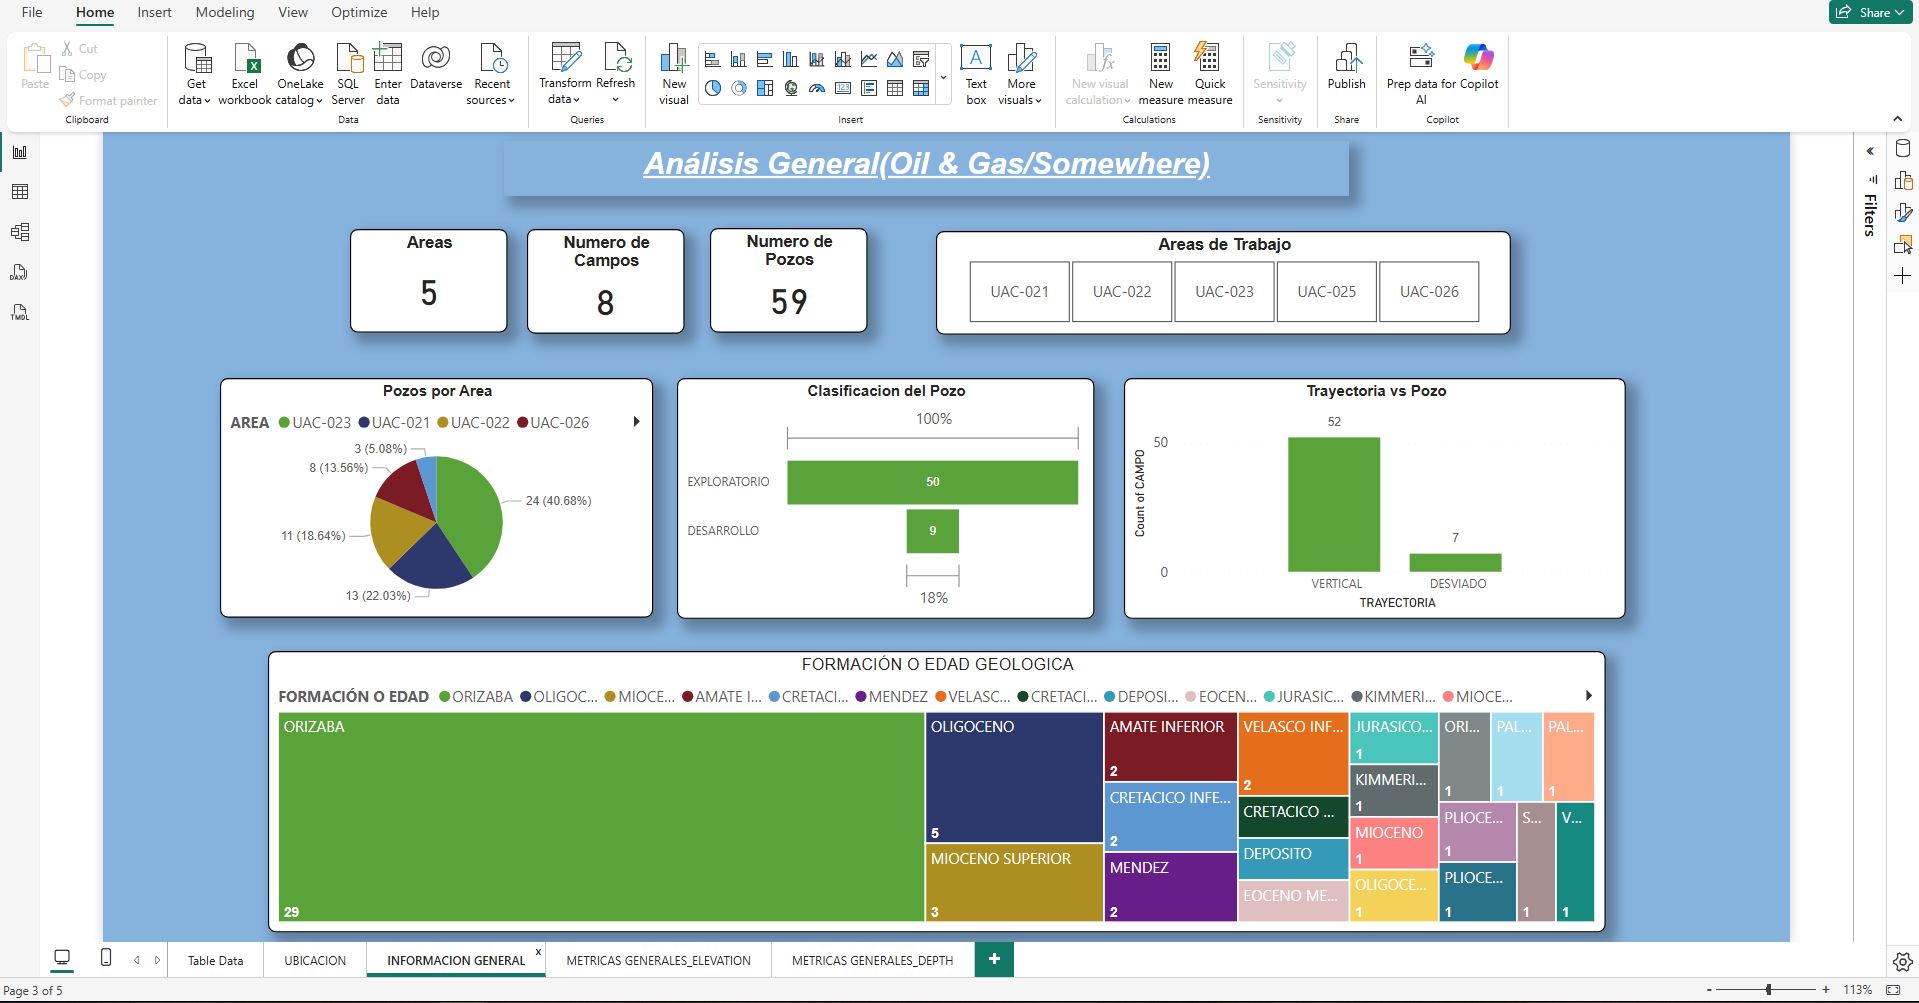 File Home Insert Modeling View Optimize Help
Share
Paste
Cut
Copy
Format painter
Clipboard
Get data
Excel workbook
OneLake catalog
SQL Server
Enter data
Dataverse
Recent sources
Data
Transform data
Refresh
Queries
New visual
Text box
More visuals
Insert
New visual calculation
New measure
Quick measure
Calculations
Sensitivity
Sensitivity
Publish
Share
Prep data for AI
Copilot
Copilot
DAX
TMDL
Filters
Análisis General(Oil & Gas/Somewhere)
Areas
5
Numero de
Campos
8
Numero de
Pozos
59
Areas de Trabajo
UAC-021 UAC-022 UAC-023 UAC-025 UAC-026
Pozos por Area
AREA UAC-023 UAC-021 UAC-022 UAC-026
3 (5.08%)
8 (13.56%)
24 (40.68%)
11 (18.64%)
13 (22.03%)
Clasificacion del Pozo
100%
EXPLORATORIO 50
DESARROLLO 9
18%
Trayectoria vs Pozo
52
50
Count of CAMPO
7
0
VERTICAL DESVIADO
TRAYECTORIA
FORMACIÓN O EDAD GEOLOGICA
FORMACIÓN O EDAD ORIZABA OLIGOC... MIOCE... AMATE I... CRETACI... MENDEZ VELASC... CRETACI... DEPOSI... EOCEN... JURASIC... KIMMERI... MIOCE...
ORIZABA
29
OLIGOCENO
5
MIOCENO SUPERIOR
3
AMATE INFERIOR
2
CRETACICO INFE...
2
MENDEZ
2
VELASCO INF...
2
CRETACICO ...
DEPOSITO
EOCENO ME...
JURASICO...
1
KIMMERI...
1
MIOCENO
1
OLIGOCE...
1
ORI...
1
PAL...
1
PAL...
1
PLIOCE...
1
PLIOCE...
1
S...
1
V...
1
Table Data UBICACION INFORMACION GENERAL x METRICAS GENERALES_ELEVATION METRICAS GENERALES_DEPTH +
Page 3 of 5
- + 113%